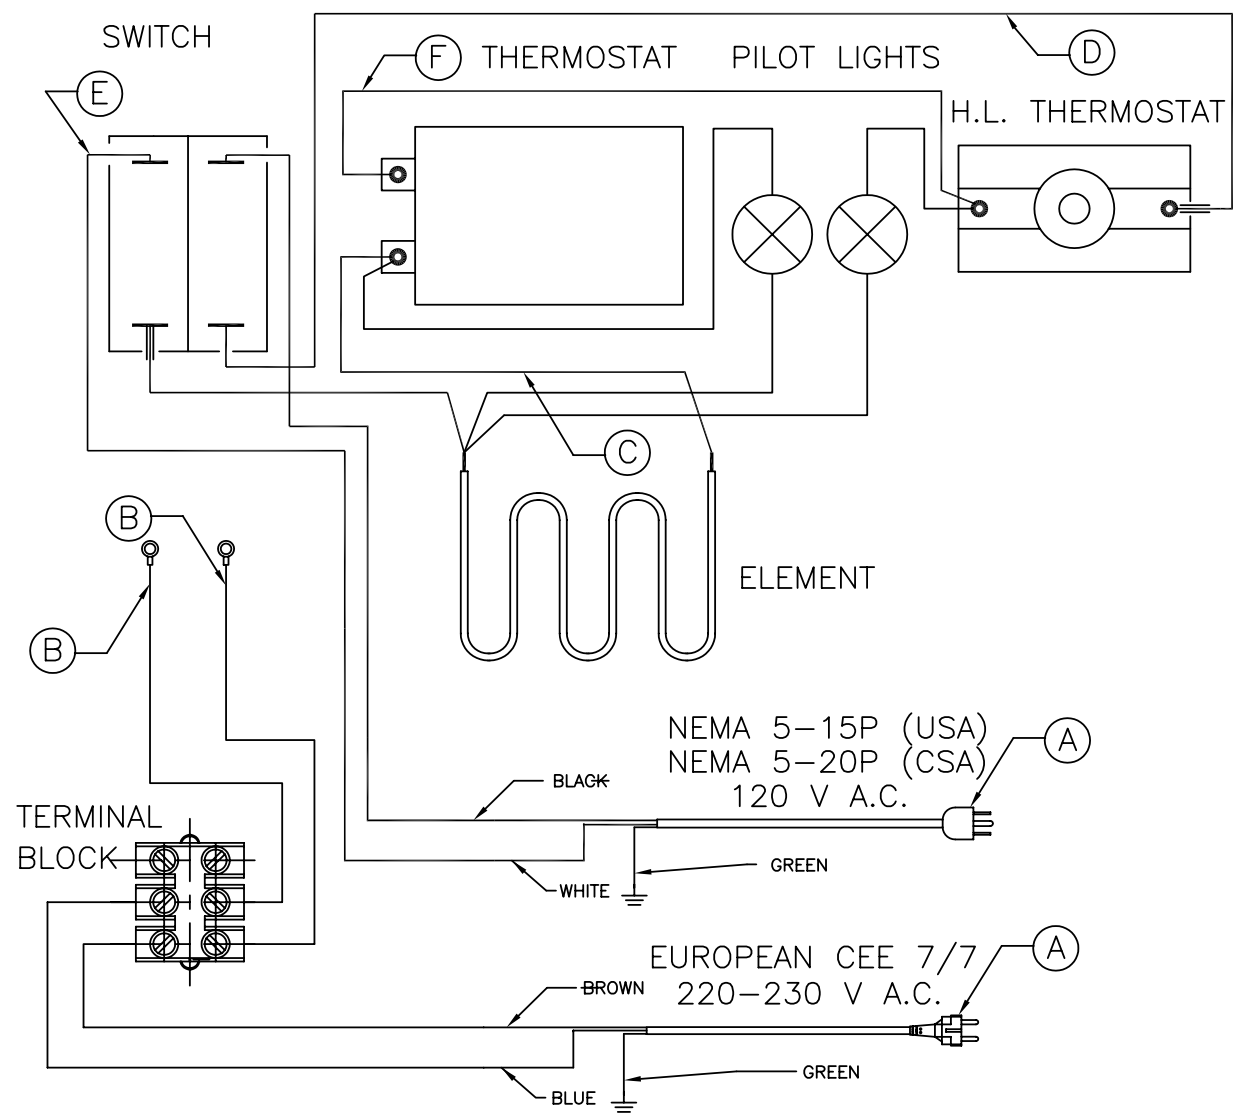 SWITCH
F
THERMOSTAT
PILOT LIGHTS
D
E
H.L. THERMOSTAT
C
B
B
ELEMENT
NEMA 5-15P (USA)
NEMA 5-20P (CSA)
120 V A.C.
A
BLACK
TERMINAL
BLOCK
GREEN
WHITE
EUROPEAN CEE 7/7
220-230 V A.C.
A
BROWN
GREEN
BLUE